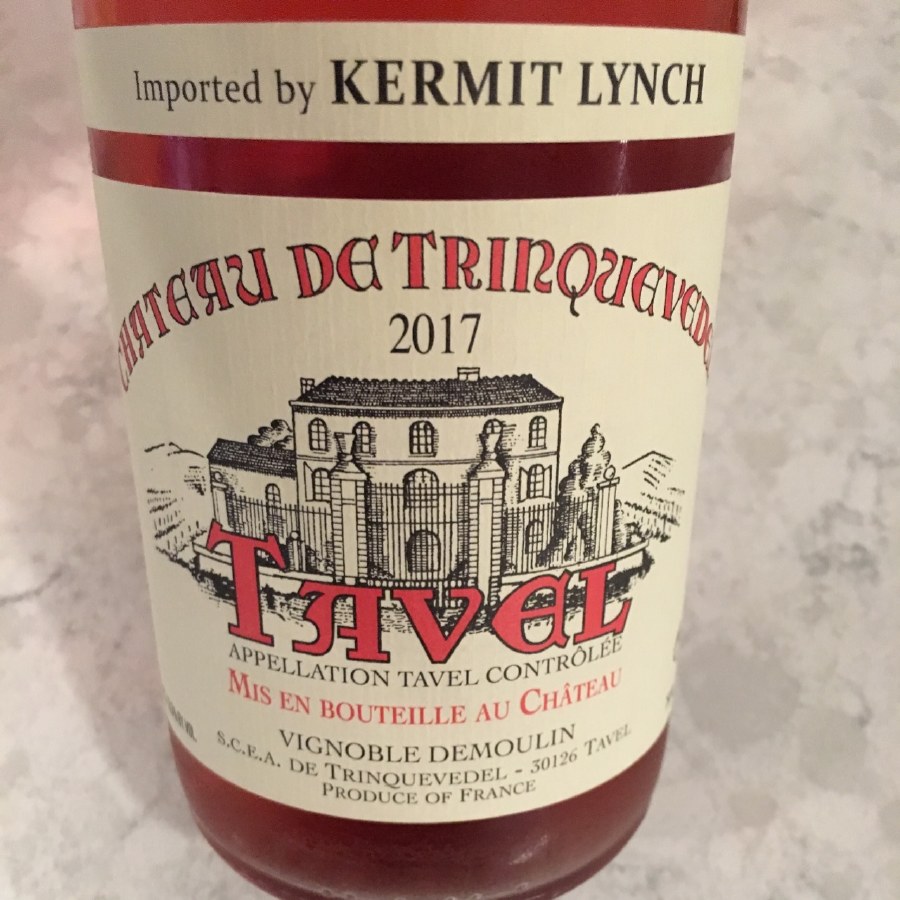 Imported by KERMIT LYNCH
CHATEAU DE TRINQUEVEDEL
2017
TAVEL
APPELLATION TAVEL CONTRÔLÉE
MIS EN BOUTEILLE AU CHÂTEAU
VIGNOBLE DEMOULIN
S.C.E.A. DE TRINQUEVEDEL - 30126 TAVEL
PRODUCE OF FRANCE